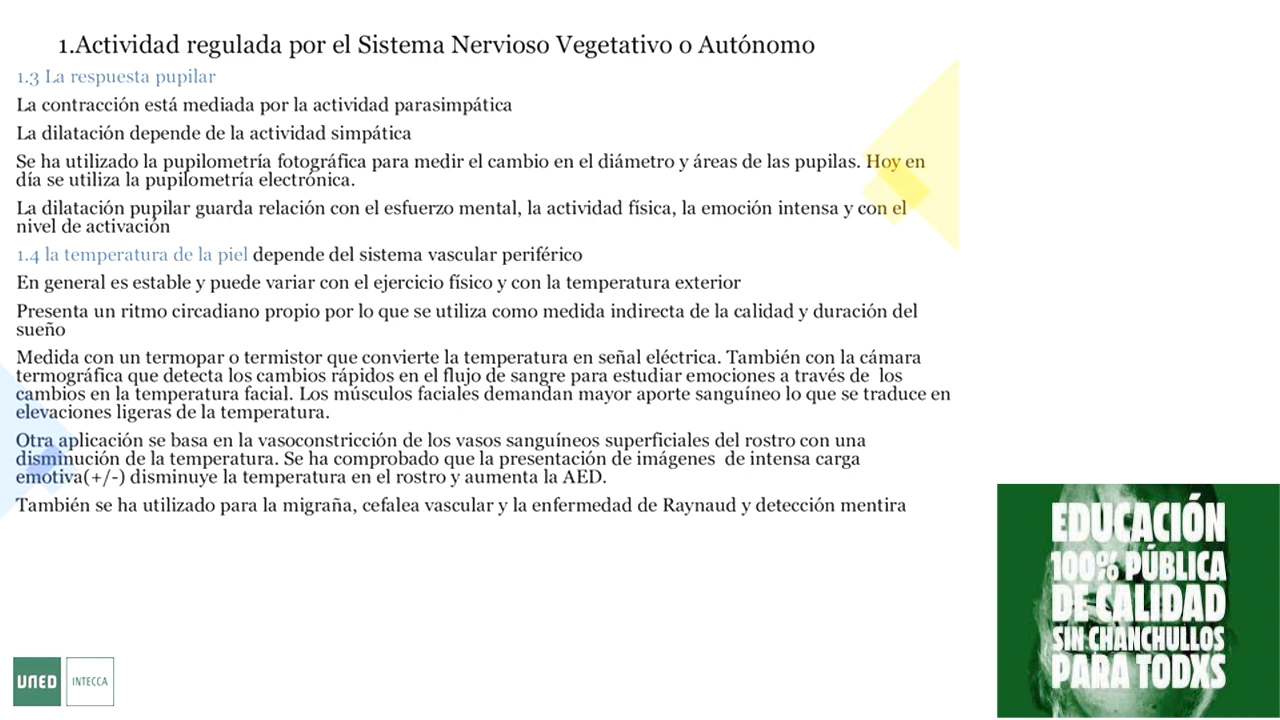 1.Actividad regulada por el Sistema Nervioso Vegetativo o Autónomo
1.3 La respuesta pupilar
La contracción está mediada por la actividad parasimpática
La dilatación depende de la actividad simpática
Se ha utilizado la pupilometría fotográfica para medir el cambio en el diámetro y áreas de las pupilas. Hoy en
día se utiliza la pupilometría electrónica.
La dilatación pupilar guarda relación con el esfuerzo mental, la actividad física, la emoción intensa y con el
nivel de activación
1.4 la temperatura de la piel depende del sistema vascular periférico
En general es estable y puede variar con el ejercicio físico y con la temperatura exterior
Presenta un ritmo circadiano propio por lo que se utiliza como medida indirecta de la calidad y duración del
sueño
Medida con un termopar o termistor que convierte la temperatura en señal eléctrica. También con la cámara
termográfica que detecta los cambios rápidos en el flujo de sangre para estudiar emociones a través de los
cambios en la temperatura facial. Los músculos faciales demandan mayor aporte sanguíneo lo que se traduce en
elevaciones ligeras de la temperatura.
Otra aplicación se basa en la vasoconstricción de los vasos sanguíneos superficiales del rostro con una
disminución de la temperatura. Se ha comprobado que la presentación de imágenes de intensa carga
emotiva(+/-) disminuye la temperatura en el rostro y aumenta la AED.
También se ha utilizado para la migraña, cefalea vascular y la enfermedad de Raynaud y detección mentira
EDUCACIÓN
100% PÚBLICA
DE CALIDAD
SIN CHANCHULLOS
PARA TODXS
UNED INTECCA